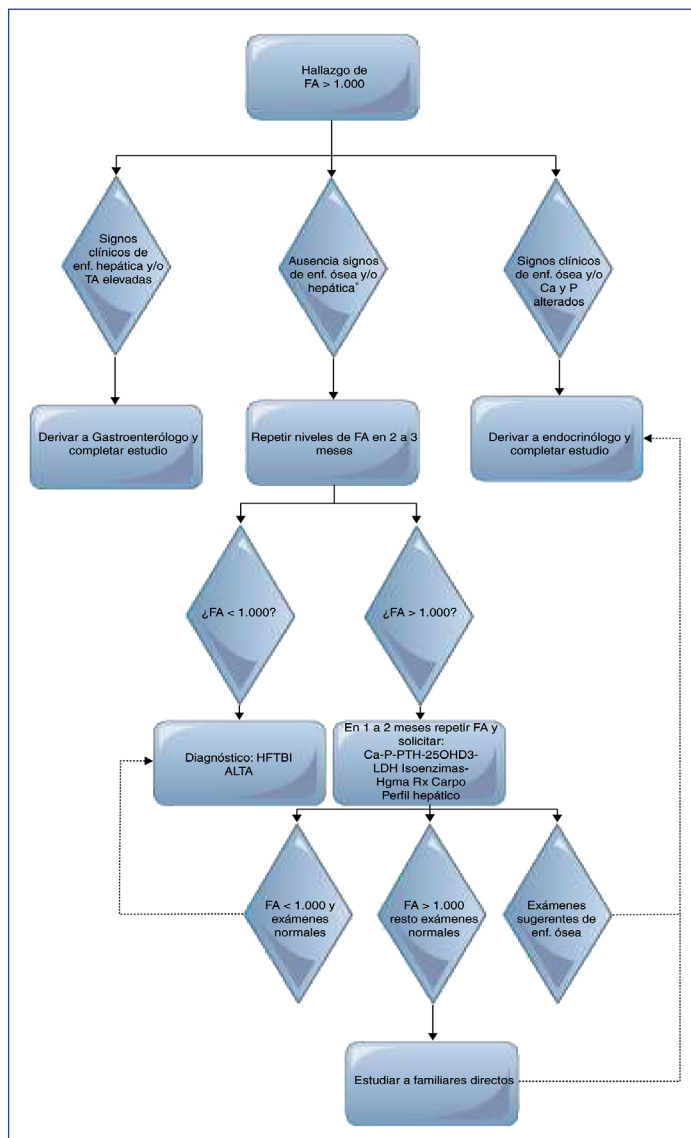 Hallazgo de
FA > 1.000
Signos
clínicos de
enf. hepática y/o
TA elevadas
Ausencia signos
de enf. ósea y/o
hepática*
Signos clínicos
de enf. ósea y/o
Ca y P
alterados
Derivar a Gastroenterólogo y
completar estudio
Repetir niveles de FA en 2 a 3
meses
Derivar a endocrinólogo y
completar estudio
¿FA < 1.000?
¿FA > 1.000?
Diagnóstico: HFTBI
ALTA
En 1 a 2 meses repetir FA y
solicitar:
Ca-P-PTH-25OHD3-
LDH Isoenzimas-
Hgma Rx Carpo
Perfil hepático
FA < 1.000 y
exámenes
normales
FA > 1.000
resto exámenes
normales
Exámenes
sugerentes de
enf. ósea
Estudiar a familiares directos